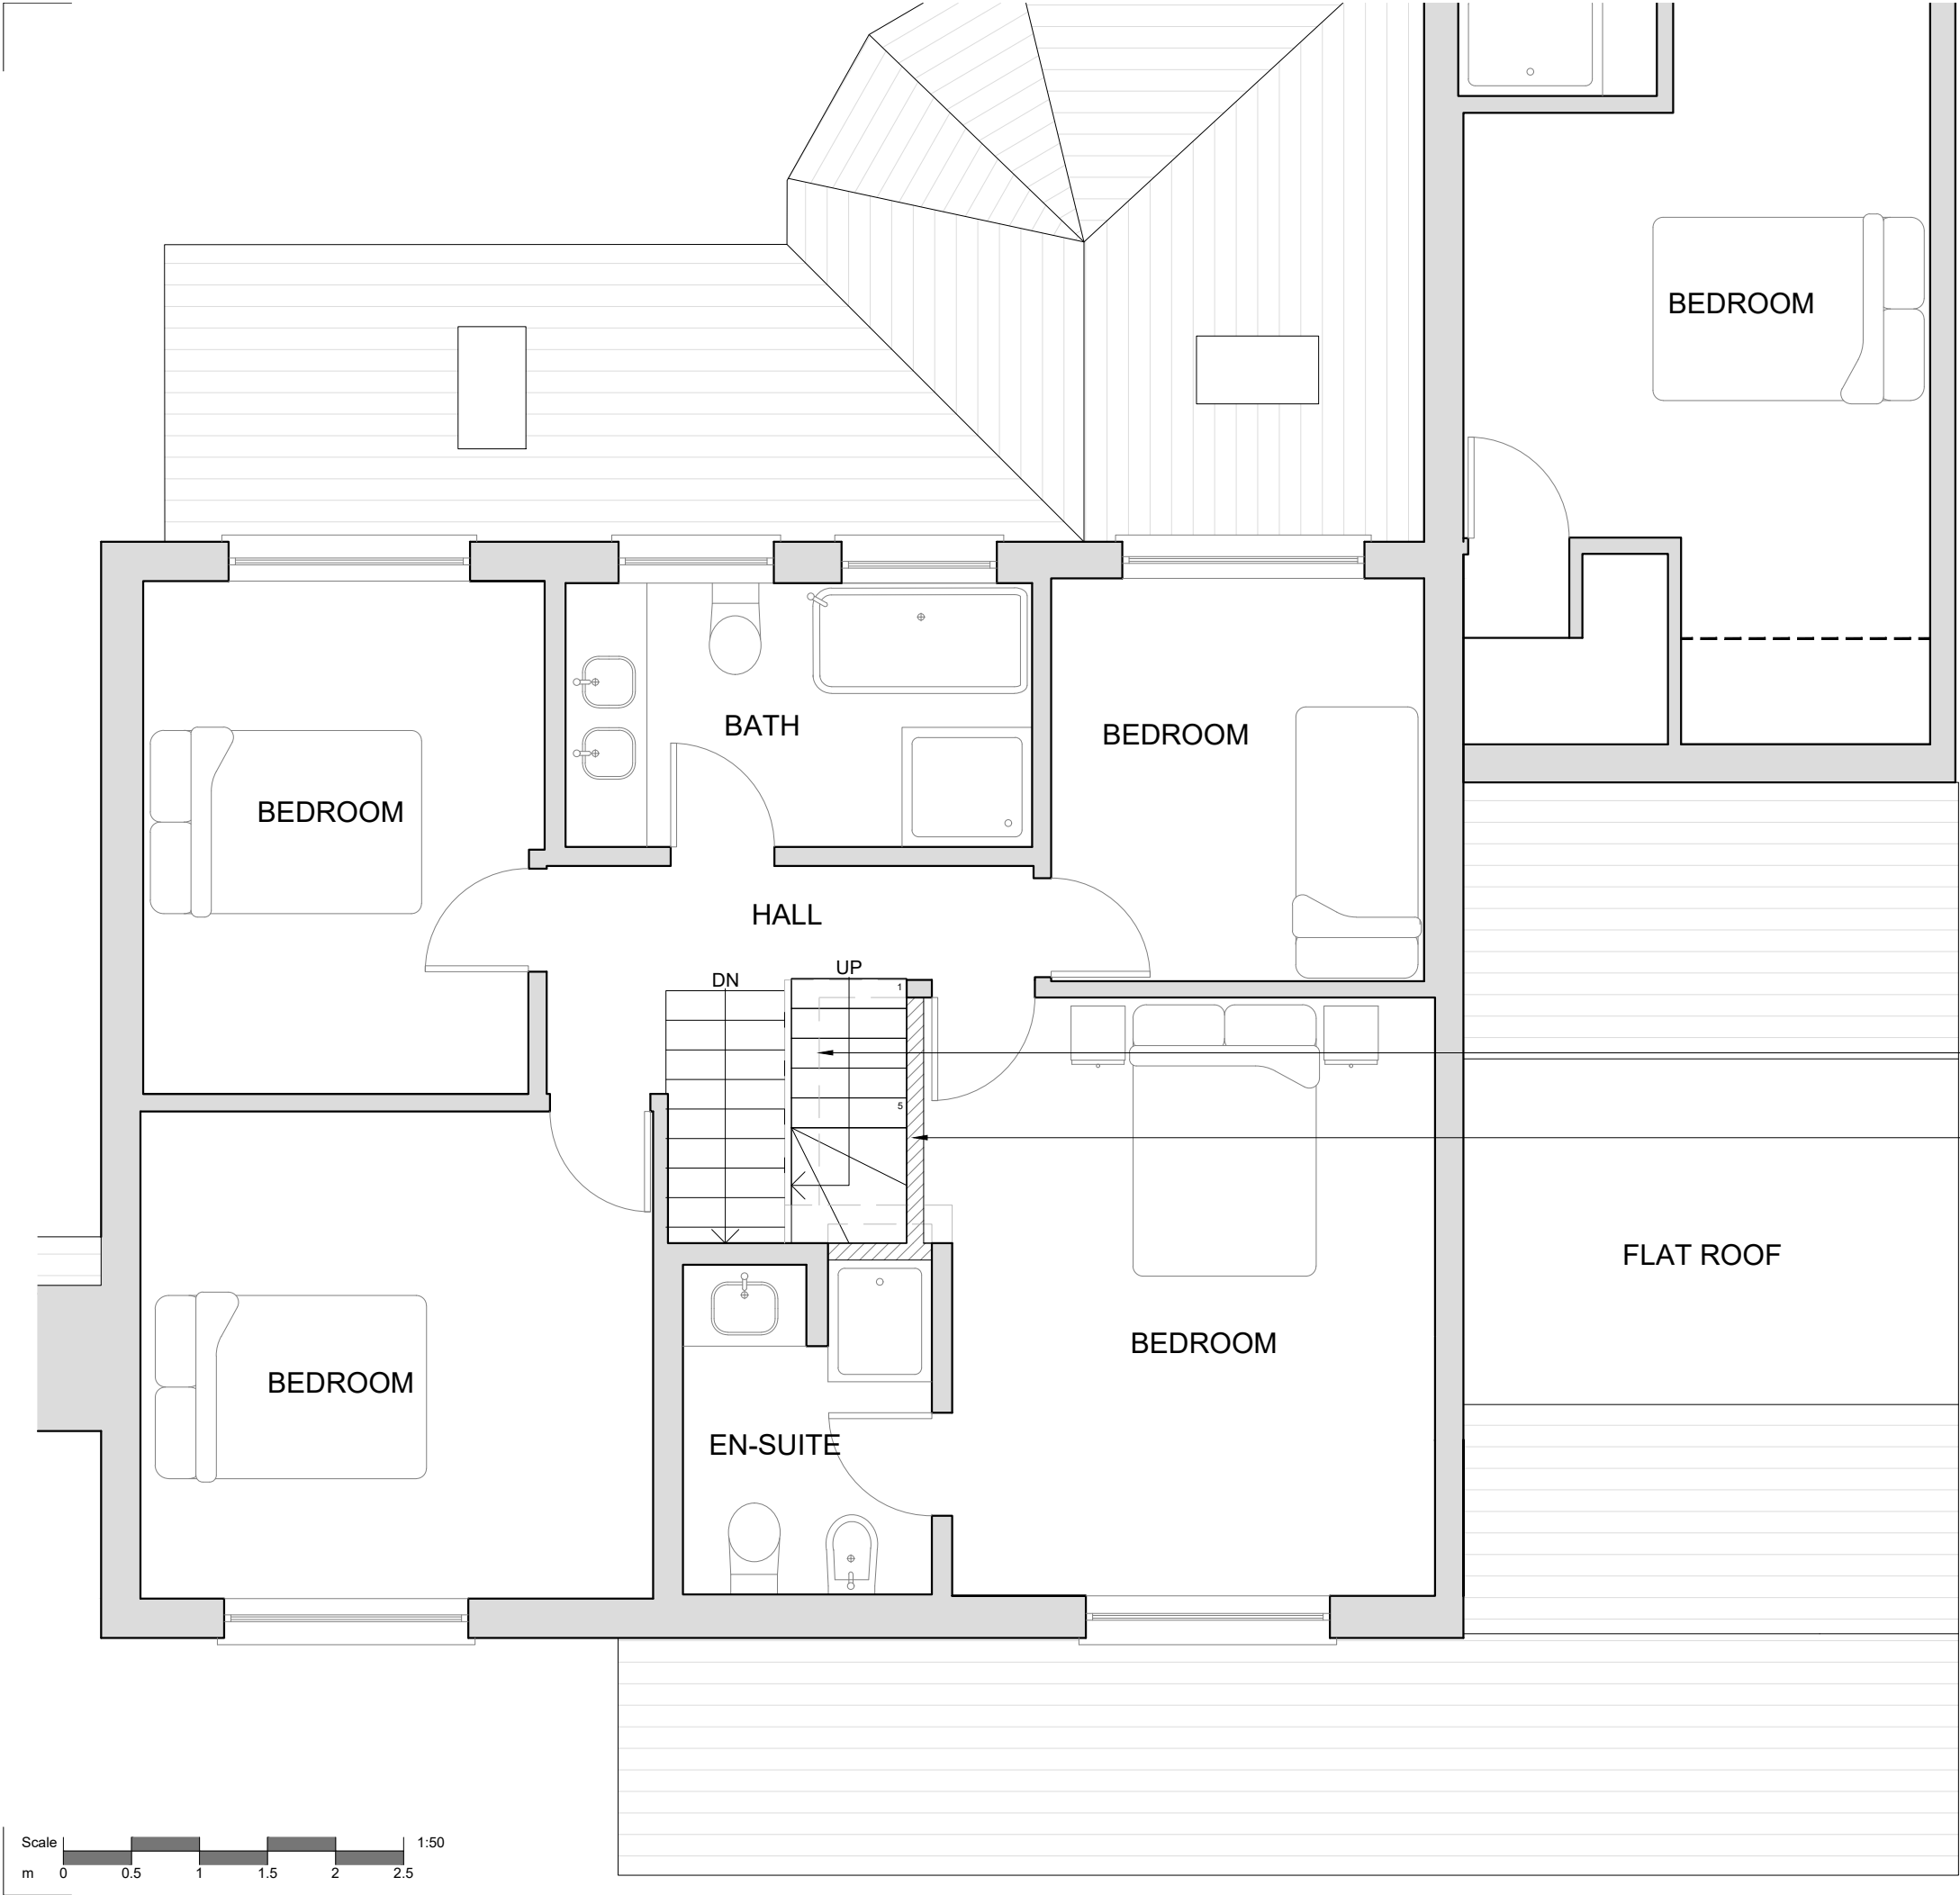 BEDROOM
BATH
BEDROOM
BEDROOM
HALL
UP
DN
1
5
FLAT ROOF
BEDROOM
BEDROOM
EN-SUITE
Scale 1:50
m 0 0.5 1 1.5 2 2.5